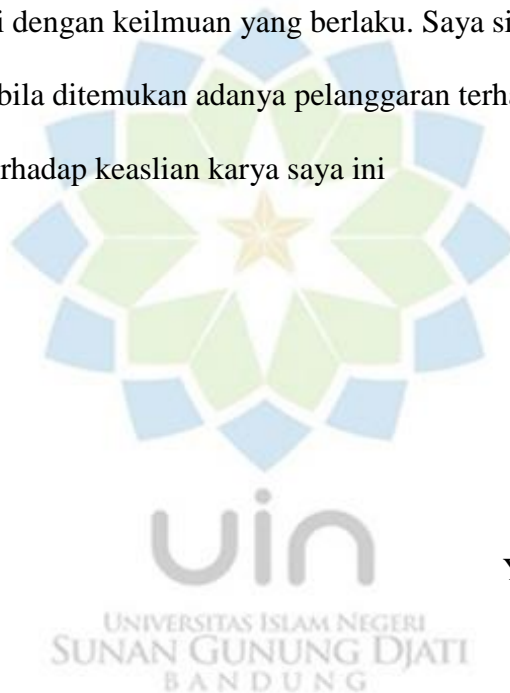 i dengan keilmuan yang berlaku. Saya si
bila ditemukan adanya pelanggaran terha
rhadap keaslian karya saya ini
uin
UNIVERSITAS ISLAM NEGERI
SUNAN GUNUNG DJATI
BANDUNG